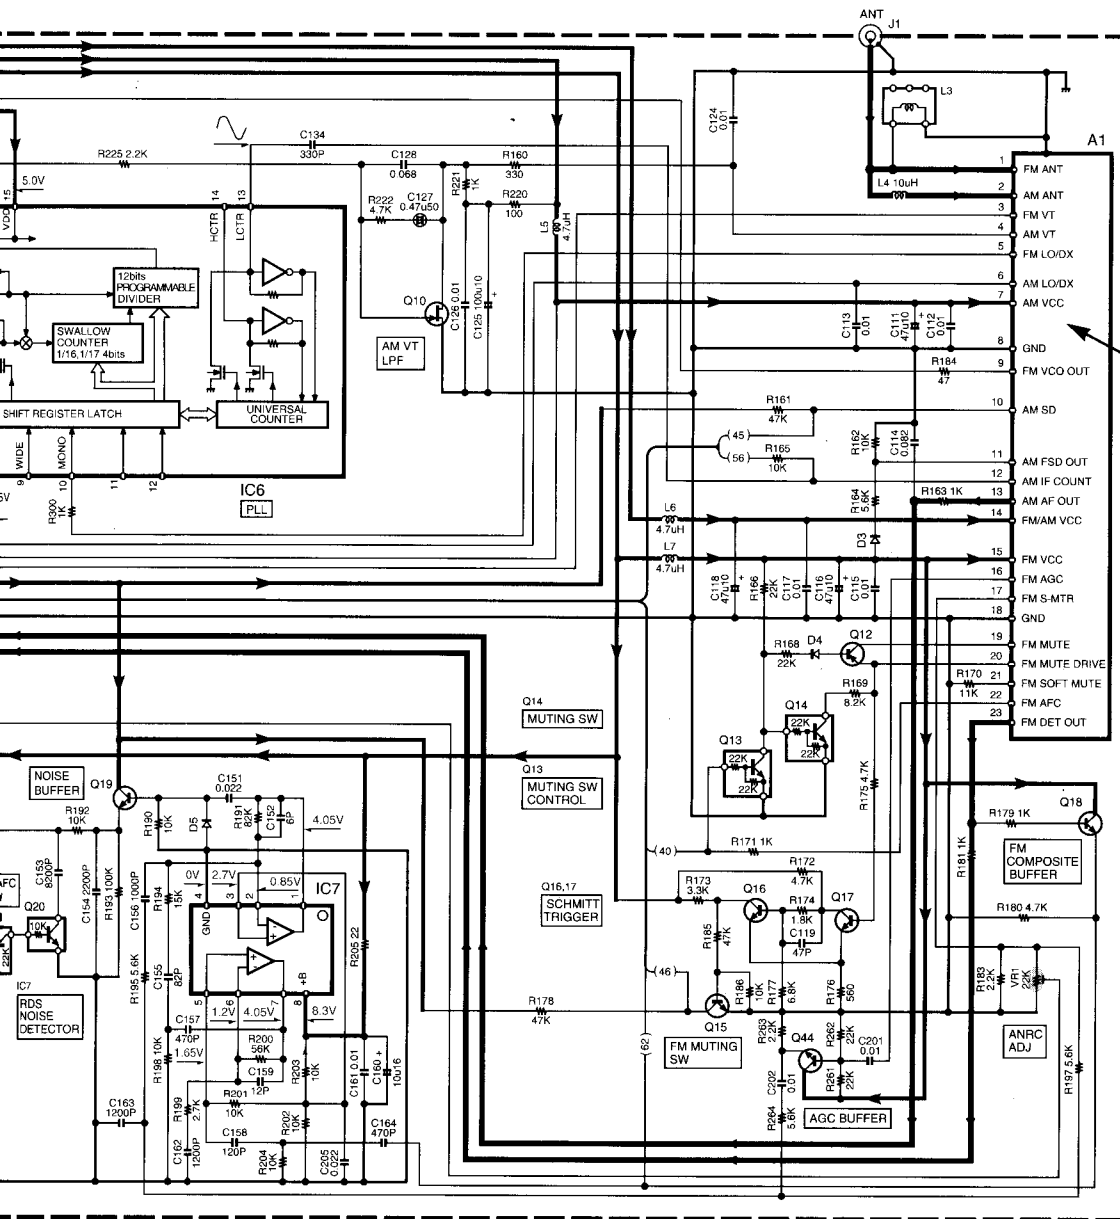 ANT
J1
L3
A1
C134
330P
C124
0.01
R225 2.2K
C128
0.068
R221
1K
R160
330
1
FM ANT
15
5.0V
VDD
14
13
HCTR
LCTR
R222
4.7K
C127
0.47u50
R220
100
L5
4.7uH
L4 10uH
2
AM ANT
3
FM VT
4
AM VT
5
FM LO/DX
12bits
PROGRAMMABLE
DIVIDER
6
AM LO/DX
Q10
C126 0.01
C125 100u10
+
C113
0.01
C111
47u10
+
C112
0.01
7
AM VCC
SWALLOW
COUNTER
1/16,1/17 4bits
AM VT
LPF
8
GND
R184
47
9
FM VCO OUT
SHIFT REGISTER LATCH
UNIVERSAL
COUNTER
R161
47K
10
AM SD
WIDE
MONO
9
10
11
12
(45)
(56)
R165
10K
R162
10K
C114
0.082
11
AM FSD OUT
12
AM IF COUNT
IC6
PLL
R300
1K
R164
5.6K
R163 1K
13
AM AF OUT
L6
4.7uH
14
FM/AM VCC
D3
L7
4.7uH
15
FM VCC
C118
47u10
+
R166
22K
C117
0.01
C116
47u10
+
C115
0.01
16
FM AGC
17
FM S-MTR
18
GND
R168
22K
D4
Q12
19
FM MUTE
20
FM MUTE DRIVE
R169
8.2K
R170
11K
21
FM SOFT MUTE
22
FM AFC
23
FM DET OUT
Q14
MUTING SW
Q14
22K
22K
Q13
22K
22K
Q13
MUTING SW
CONTROL
R175 4.7K
NOISE
BUFFER
Q19
C151
0.022
R190
10K
D5
R191
82K
C152
6P
4.05V
R192
10K
R179 1K
Q18
FM
COMPOSITE
BUFFER
R181 1K
(40)
R171 1K
C153
8200P
C154 2200P
R193 100K
C156 1000P
R194
15K
0V
2.7V
0.85V
IC7
4
3
2
1
GND
Q16,17
SCHMITT
TRIGGER
R173
3.3K
R172
4.7K
Q16
R174
1.8K
Q17
C119
47P
R180 4.7K
Q20
10K
22K
R195 5.6K
C155
82P
+B
R205 22
R185
47K
(46)
R186
10K
R177
6.8K
R176
560
R183
2.2K
VR1
22K
IC7
RDS
NOISE
DETECTOR
5
6
7
8
1.2V
4.05V
8.3V
R178
47K
Q15
FM MUTING
SW
R263
2.2K
Q44
R262
22K
C201
0.01
ANRC
ADJ
C157
470P
1.65V
R198 10K
R200
56K
C159
12P
R203
10K
C161 0.01
C160
10u16
+
(62)
C202
0.01
R261
22K
R197 5.6K
C163
1200P
R199
2.7K
R201
10K
R202
10K
AGC BUFFER
C162
1200P
C158
120P
R204
10K
C205
0.022
C164
470P
R264
5.6K